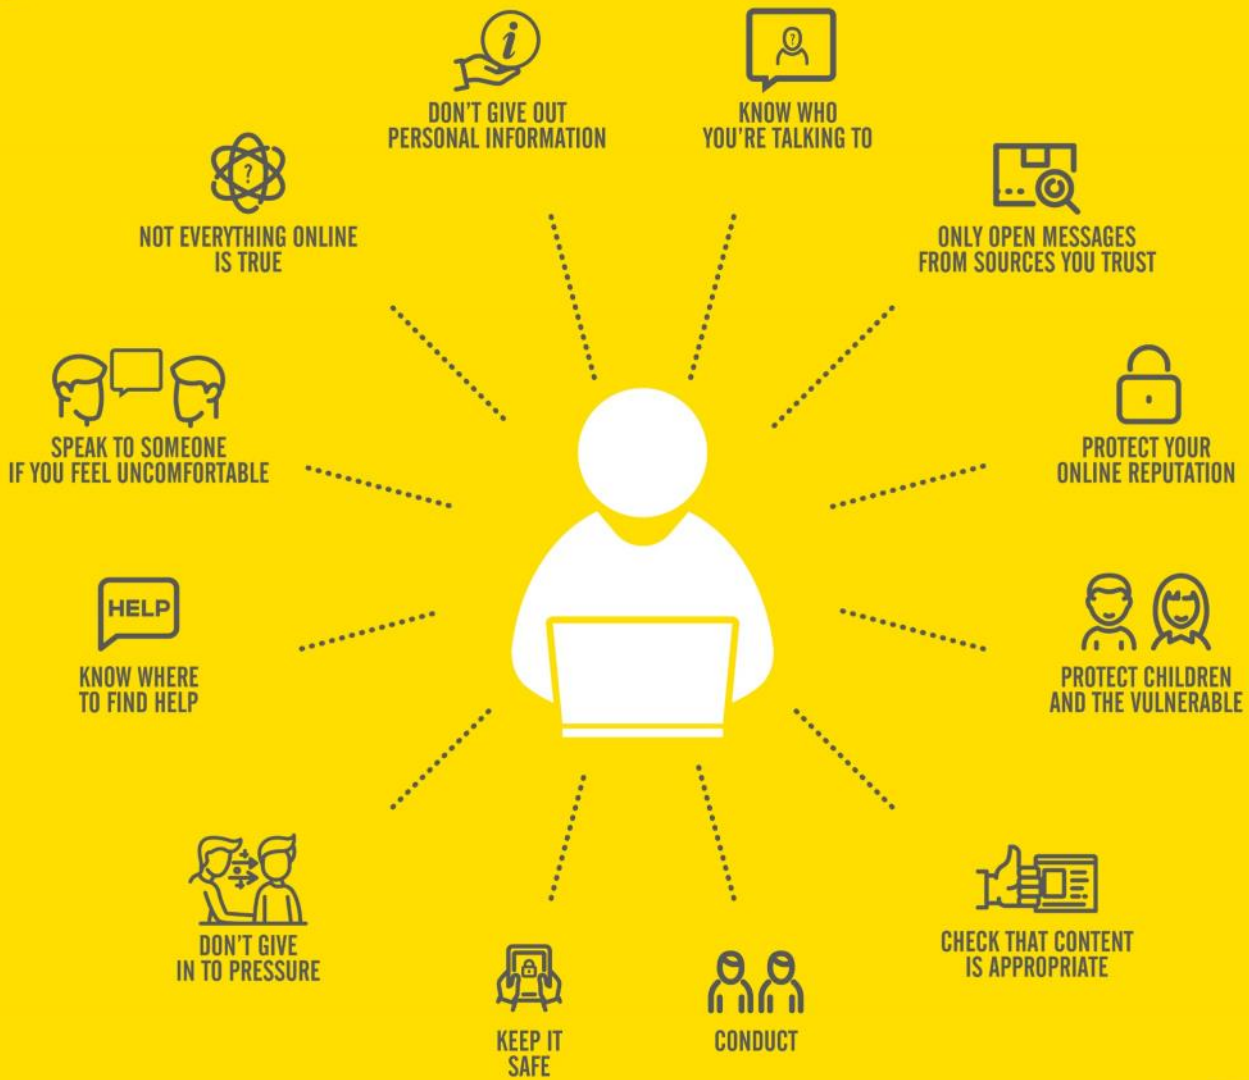 DON'T GIVE OUT
PERSONAL INFORMATION
KNOW WHO
YOU'RE TALKING TO
?
NOT EVERYTHING ONLINE
IS TRUE
ONLY OPEN MESSAGES
FROM SOURCES YOU TRUST
SPEAK TO SOMEONE
IF YOU FEEL UNCOMFORTABLE
PROTECT YOUR
ONLINE REPUTATION
HELP
KNOW WHERE
TO FIND HELP
PROTECT CHILDREN
AND THE VULNERABLE
DON'T GIVE
IN TO PRESSURE
CHECK THAT CONTENT
IS APPROPRIATE
KEEP IT
SAFE
CONDUCT